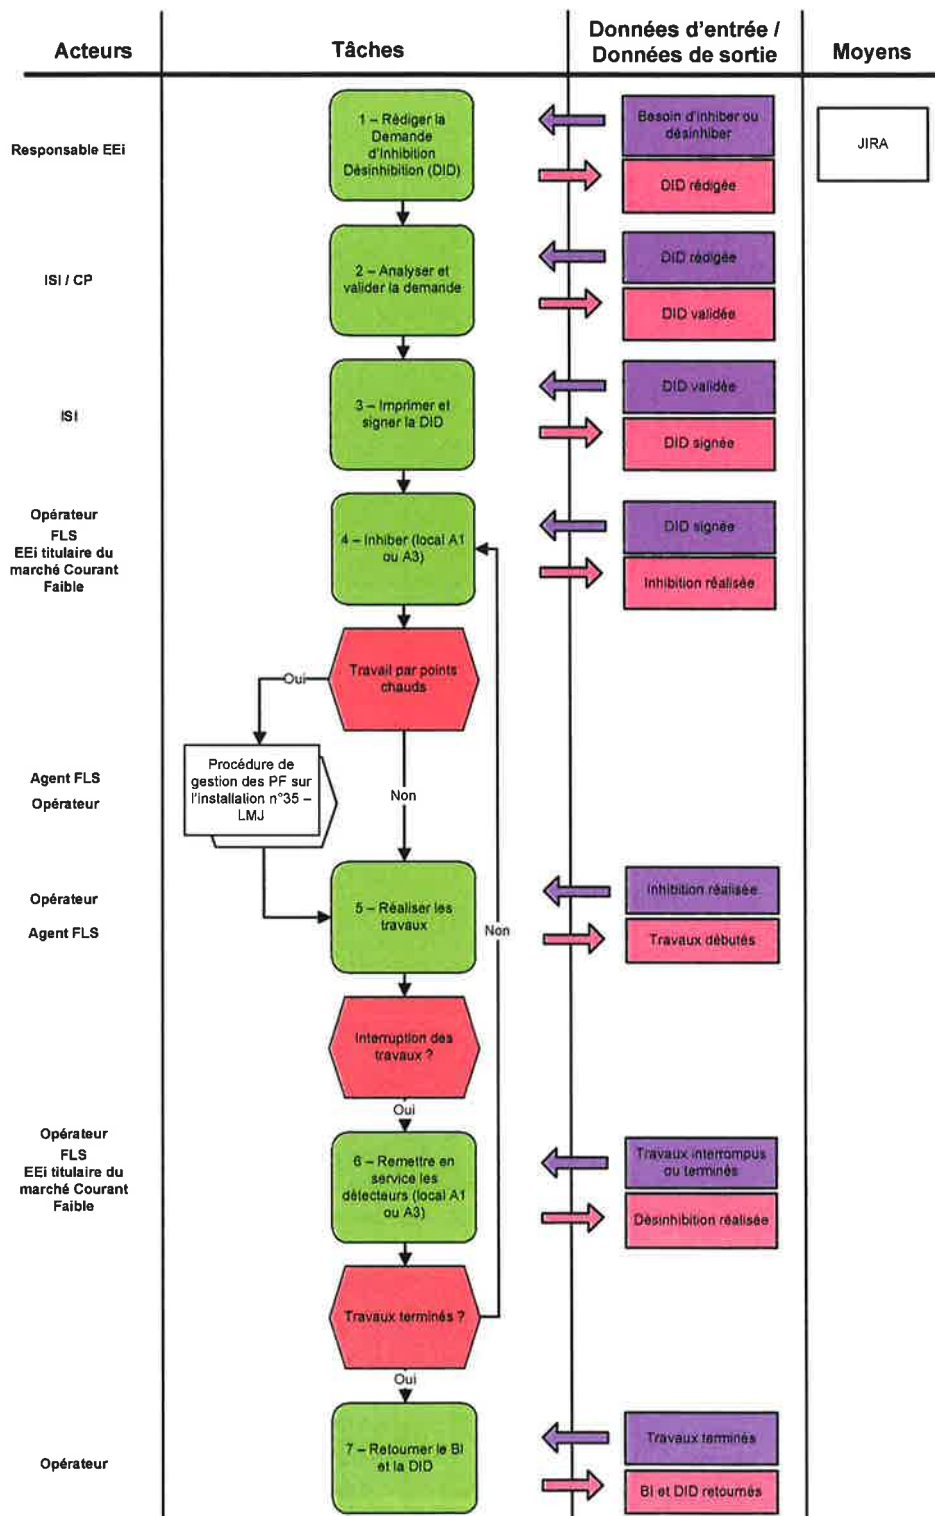 Acteurs
Tâches
Données d'entrée /
Données de sortie
Moyens
Responsable EEi
1 – Rédiger la
Demande
d'Inhibition
Désinhibition (DID)
Besoin d'inhiber ou
désinhiber
DID rédigée
JIRA
ISI / CP
2 – Analyser et
valider la demande
DID rédigée
DID validée
ISI
3 – Imprimer et
signer la DID
DID validée
DID signée
Opérateur
FLS
EEi titulaire du
marché Courant
Faible
4 – Inhiber (local A1
ou A3)
DID signée
Inhibition réalisée
Travail par points
chauds
Oui
Non
Agent FLS
Opérateur
Procédure de
gestion des PF sur
l'installation n°35 –
LMJ
Opérateur
Agent FLS
5 – Réaliser les
travaux
Non
Inhibition réalisée
Travaux débutés
Interruption des
travaux ?
Oui
Opérateur
FLS
EEi titulaire du
marché Courant
Faible
6 – Remettre en
service les
détecteurs (local A1
ou A3)
Travaux interrompus
ou terminés
Désinhibition réalisée
Travaux terminés ?
Oui
Opérateur
7 – Retourner le BI
et la DID
Travaux terminés
BI et DID retournés